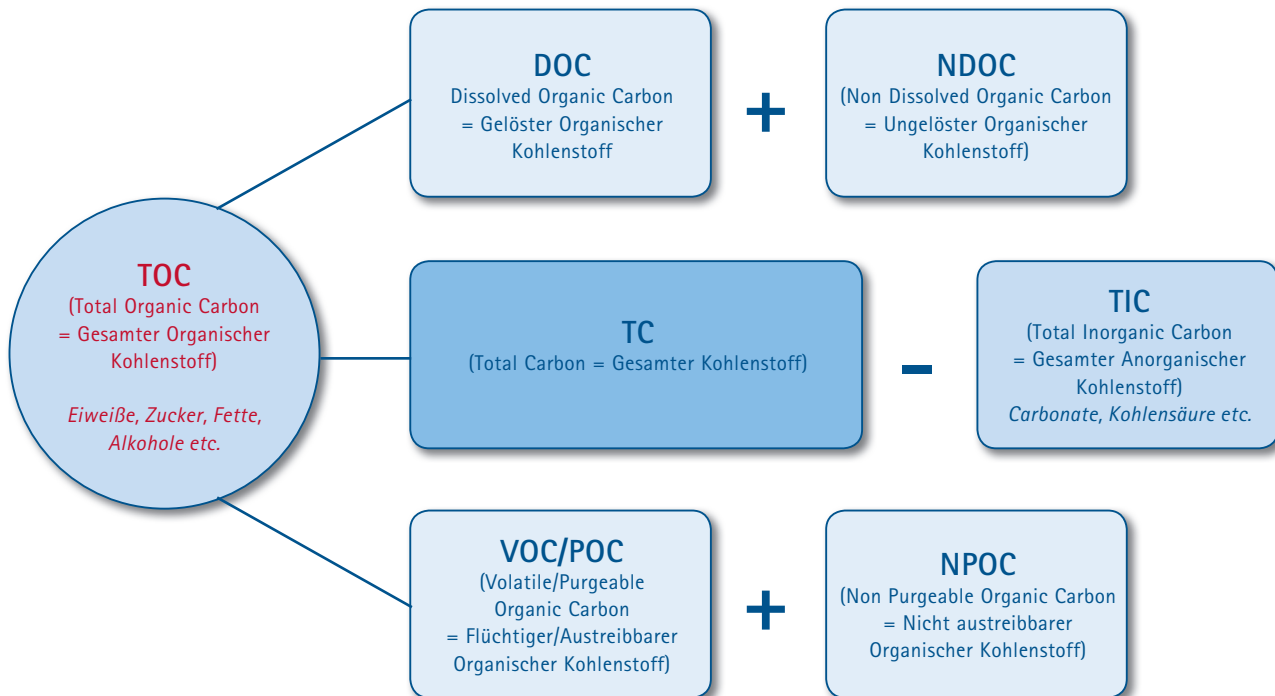 DOC
Dissolved Organic Carbon
= Gelöster Organischer
Kohlenstoff
+
NDOC
(Non Dissolved Organic Carbon
= Ungelöster Organischer
Kohlenstoff)
TOC
(Total Organic Carbon
= Gesamter Organischer
Kohlenstoff)
Eiweiße, Zucker, Fette,
Alkohole etc.
TC
(Total Carbon = Gesamter Kohlenstoff)
-
TIC
(Total Inorganic Carbon
= Gesamter Anorganischer
Kohlenstoff)
Carbonate, Kohlensäure etc.
VOC/POC
(Volatile/Purgeable
Organic Carbon
= Flüchtiger/Austreibbarer
Organischer Kohlenstoff)
+
NPOC
(Non Purgeable Organic Carbon
= Nicht austreibbarer
Organischer Kohlenstoff)